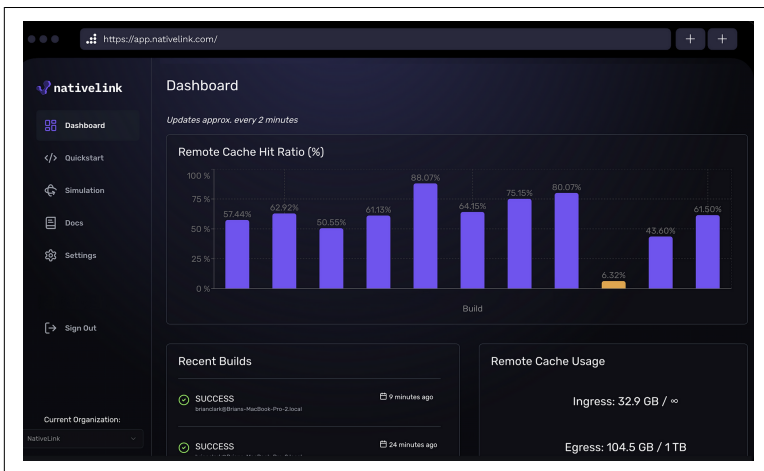 https://app.nativelink.com/
nativelink
Dashboard
Quickstart
Simulation
Docs
Settings
Sign Out
Current Organization:
NativeLink
Dashboard
Updates approx. every 2 minutes
Remote Cache Hit Ratio (%)
100 %
75 %
50 %
25 %
0 %
57.44%
62.92%
50.55%
61.13%
88.07%
64.15%
75.15%
80.07%
6.32%
43.60%
61.50%
Build
Recent Builds
SUCCESS
9 minutes ago
brianclerk@Brians-MacBook-Pro-2.local
SUCCESS
24 minutes ago
Remote Cache Usage
Ingress: 32.9 GB / ∞
Egress: 104.5 GB / 1 TB